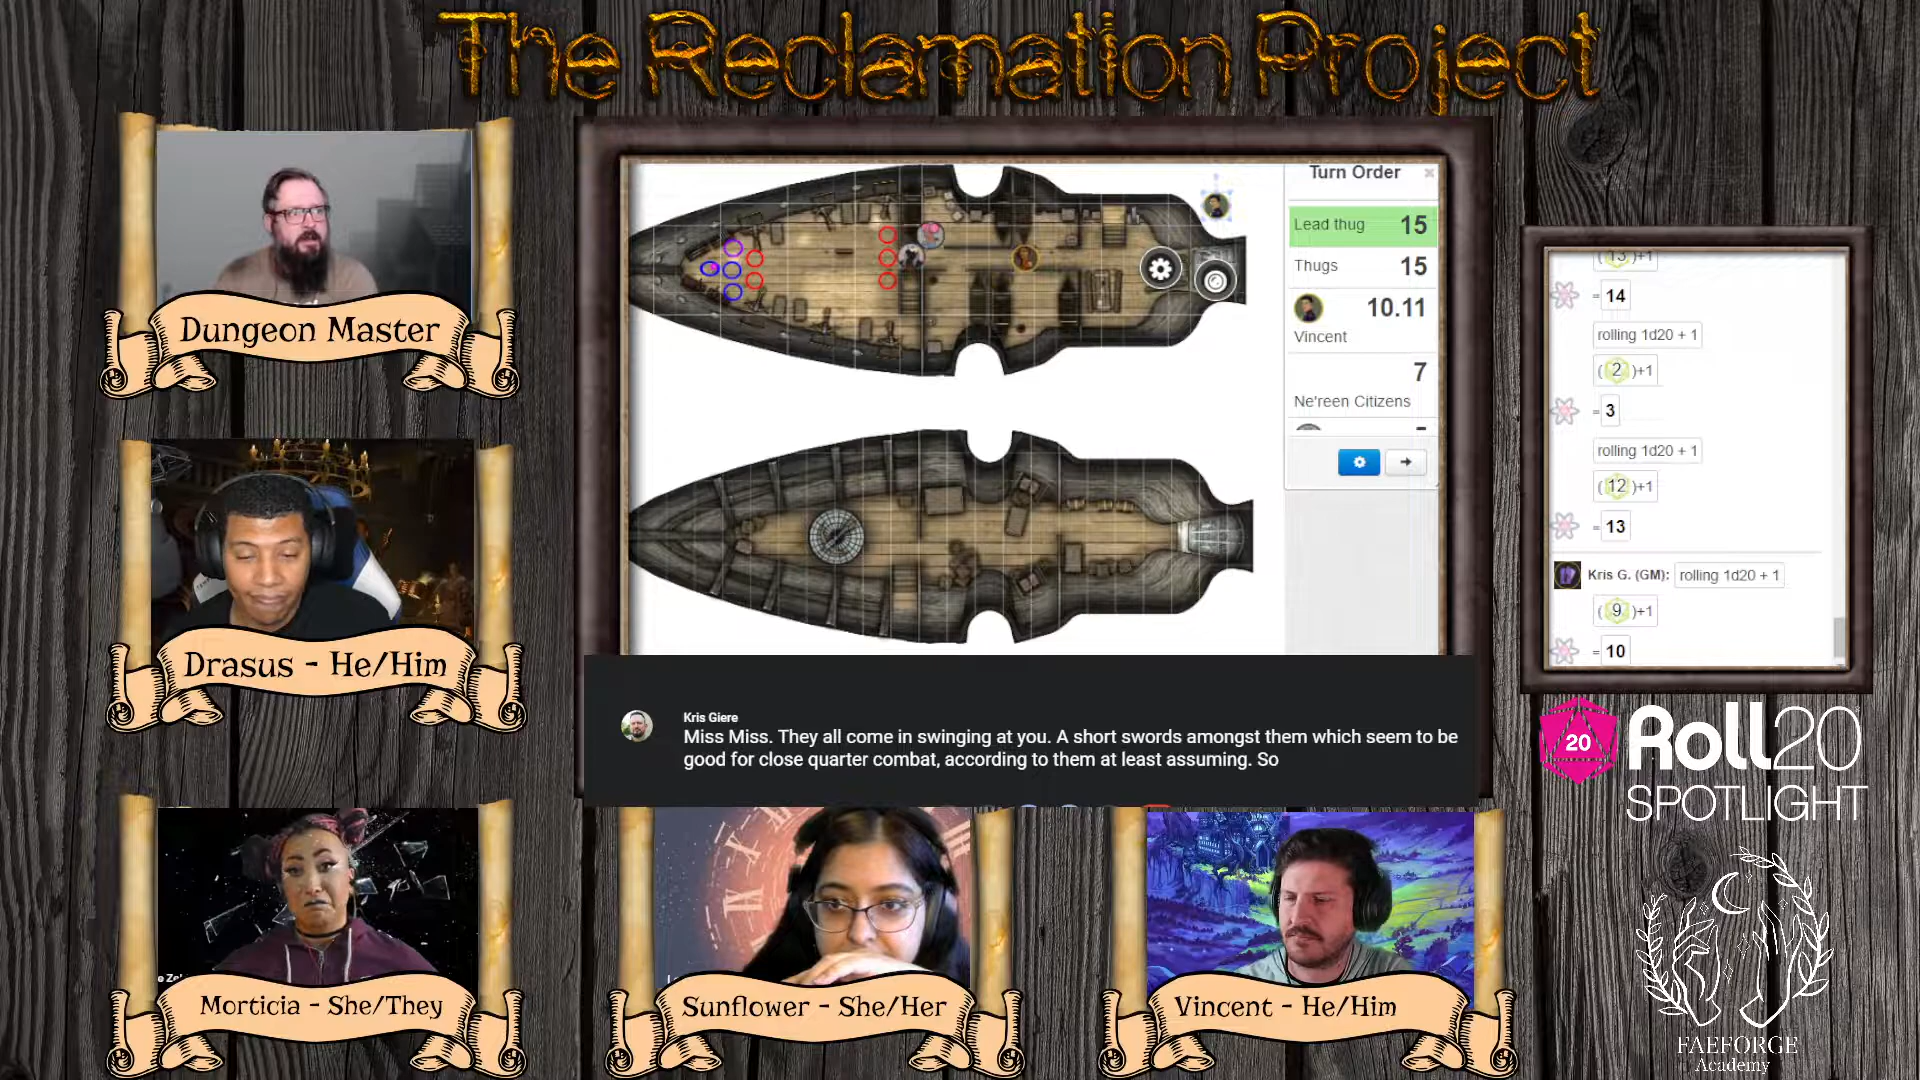 The Reclamation Project
Dungeon Master
Drasus - He/Him
Morticia - She/They
Sunflower - She/Her
Vincent - He/Him
Turn Order
Lead thug 15
Thugs 15
10.11
Vincent
7
Ne'reen Citizens
Kris Giere
Miss Miss. They all come in swinging at you. A short swords amongst them which seem to be
good for close quarter combat, according to them at least assuming. So
(13)+1
= 14
rolling 1d20 + 1
(2)+1
= 3
rolling 1d20 + 1
(12)+1
= 13
Kris G. (GM): rolling 1d20 + 1
(9)+1
= 10
20
Roll20
SPOTLIGHT
FAEFORGE
Academy